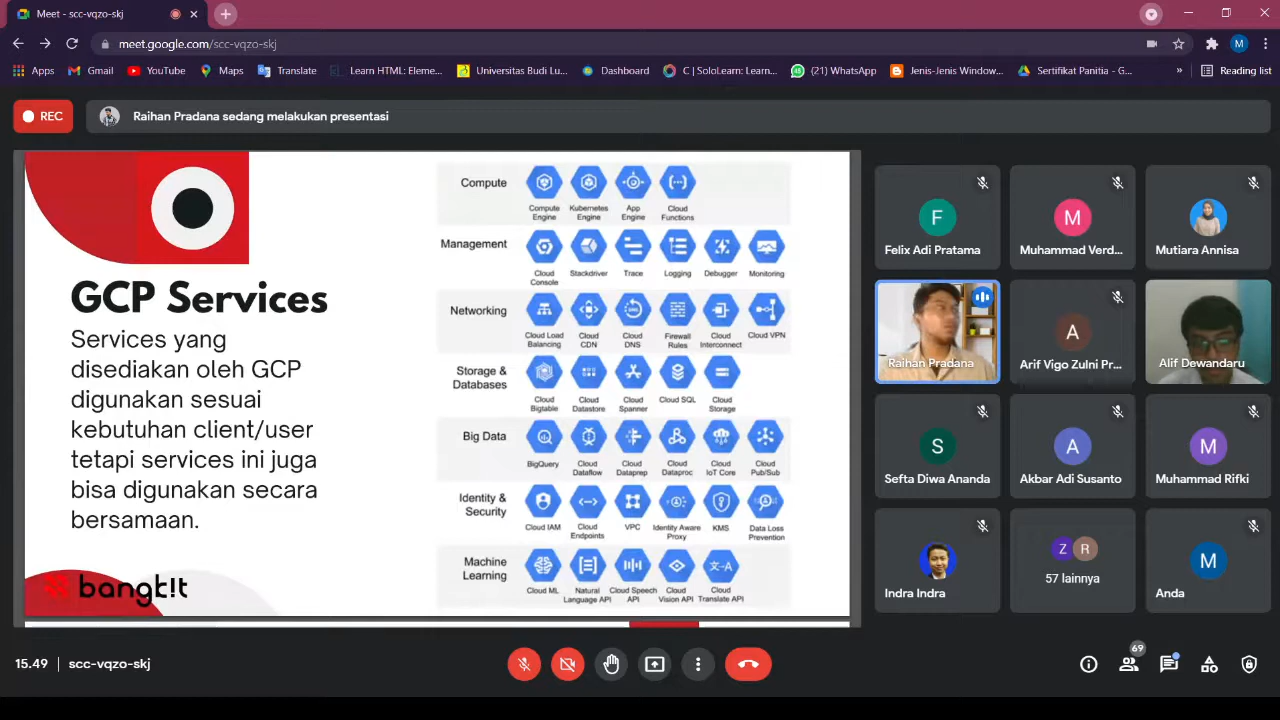 Meet - scc-vqzo-skj
meet.google.com/scc-vqzo-skj
M
Apps
Gmail
YouTube
Maps
Translate
Learn HTML: Eleme...
Universitas Budi Lu...
Dashboard
C | SoloLearn: Learn...
(21) WhatsApp
Jenis-Jenis Window...
Sertifikat Panitia - G...
»
Reading list
REC
Raihan Pradana sedang melakukan presentasi
GCP Services
Services yang
disediakan oleh GCP
digunakan sesuai
kebutuhan client/user
tetapi services ini juga
bisa digunakan secara
bersamaan.
bangk!t
Compute
Compute Engine
Kubernetes Engine
App Engine
Cloud Functions
Management
Cloud Console
Stackdriver
Trace
Logging
Debugger
Monitoring
Networking
Cloud Load Balancing
Cloud CDN
Cloud DNS
Firewall Rules
Cloud Interconnect
Cloud VPN
Storage & Databases
Cloud Bigtable
Cloud Datastore
Cloud Spanner
Cloud SQL
Cloud Storage
Big Data
BigQuery
Cloud Dataflow
Cloud Dataprep
Cloud Dataproc
Cloud IoT Core
Cloud Pub/Sub
Identity & Security
Cloud IAM
Cloud Endpoints
VPC
Identity Aware Proxy
KMS
Data Loss Prevention
Machine Learning
Cloud ML
Natural Language API
Cloud Speech API
Cloud Vision API
Cloud Translate API
F
Felix Adi Pratama
M
Muhammad Verd...
Mutiara Annisa
Raihan Pradana
A
Arif Vigo Zulni Pr...
Alif Dewandaru
S
Sefta Diwa Ananda
A
Akbar Adi Susanto
M
Muhammad Rifki
Indra Indra
Z R
57 lainnya
M
Anda
15.49 | scc-vqzo-skj
69